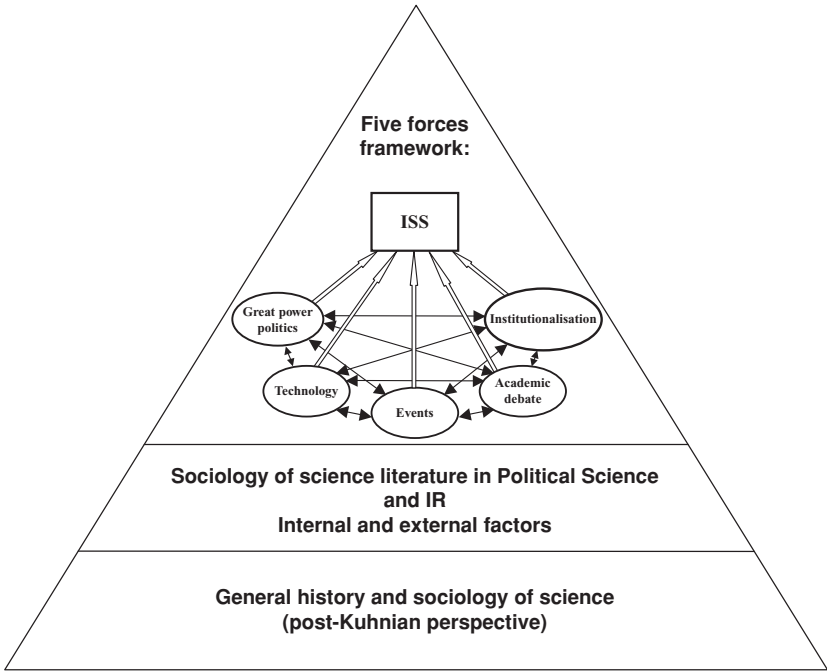 Five forces
framework:
ISS
Great power
politics
Institutionalisation
Technology
Academic
debate
Events
Sociology of science literature in Political Science
and IR
Internal and external factors
General history and sociology of science
(post-Kuhnian perspective)